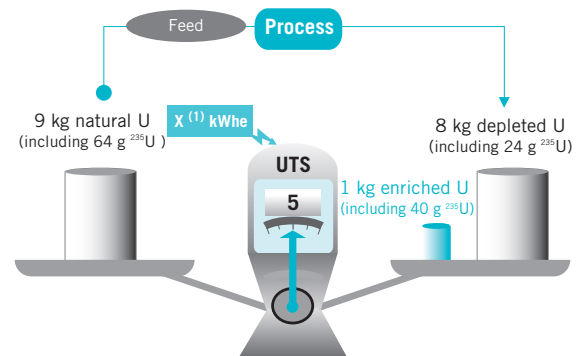 Feed
Process
9 kg natural U
(including 64 g ²³⁵U )
X ⁽¹⁾ kWhe
8 kg depleted U
(including 24 g ²³⁵U)
UTS
5
1 kg enriched U
(including 40 g ²³⁵U)